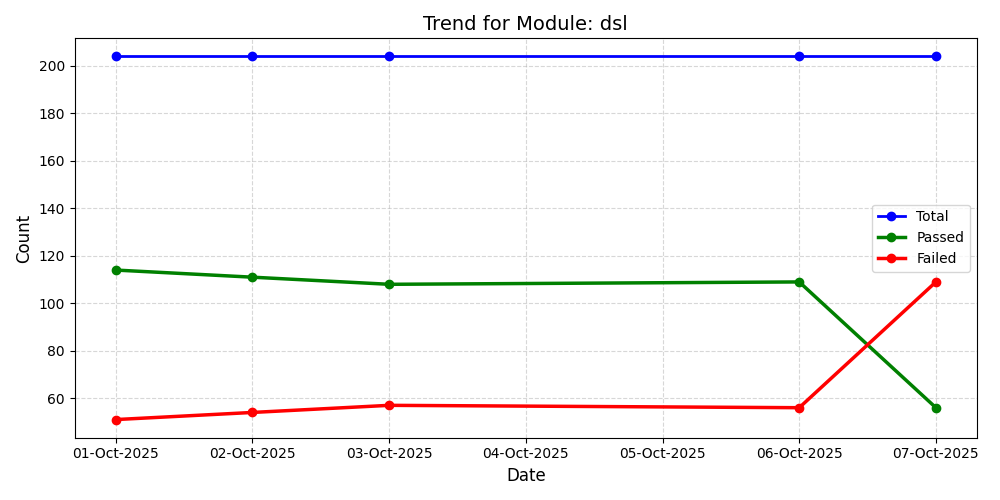 Trend for Module: dsl
Count
200
180
160
140
120
100
80
60
Total
Passed
Failed
01-Oct-2025 02-Oct-2025 03-Oct-2025 04-Oct-2025 05-Oct-2025 06-Oct-2025 07-Oct-2025
Date